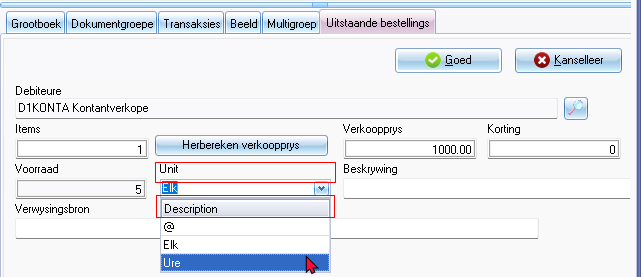 Grootboek Dokumentgroepe Transaksies Beeld Multigroep Uitstaande bestellings
Goed Kanselleer
Debiteure
D1KONTA Kontantverkope
Items Verkoopprys Korting
1 Herbereken verkoopprys 1000.00 0
Voorraad Unit Beskrywing
5 Elk
Verwysingsbron Description
@
Elk
Ure